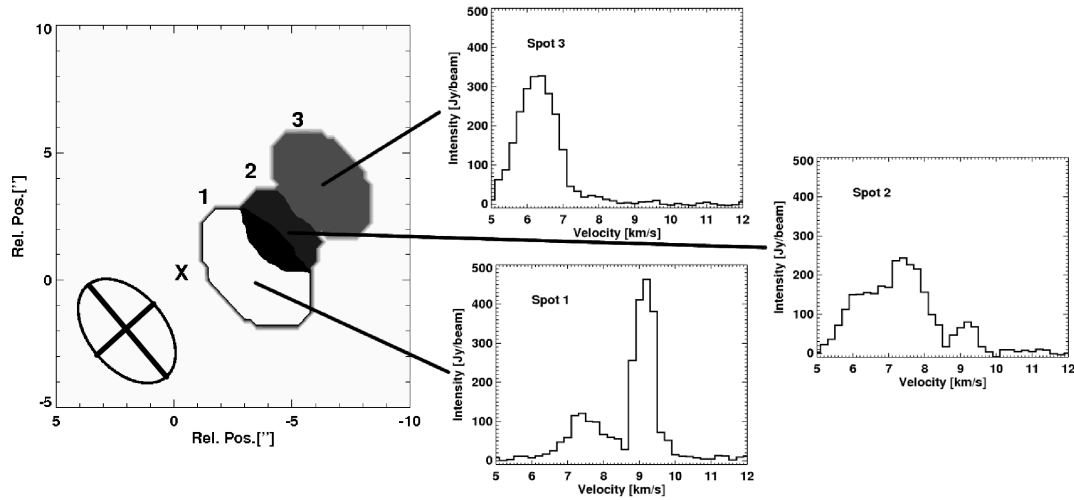 10
5
0
-5
5
0
-5
-10
Rel. Pos.["]
Rel. Pos.["]
1
2
3
X
500
400
300
200
100
0
Intensity [Jy/beam]
Spot 3
5 6 7 8 9 10 11 12
Velocity [km/s]
500
400
300
200
100
0
Intensity [Jy/beam]
Spot 2
5 6 7 8 9 10 11 12
Velocity [km/s]
500
400
300
200
100
0
Intensity [Jy/beam]
Spot 1
5 6 7 8 9 10 11 12
Velocity [km/s]